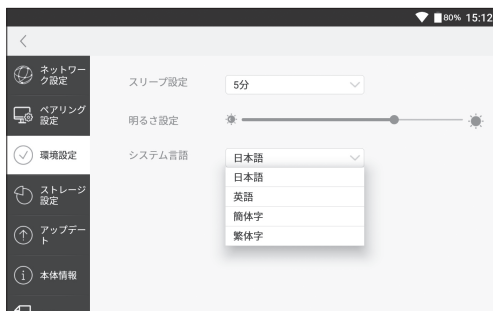 80% 15:12
ネットワー
ク設定
ペアリング
設定
環境設定
ストレージ
設定
アップデー
ト
本体情報
スリープ設定
5分
明るさ設定
システム言語
日本語
日本語
英語
簡体字
繁体字